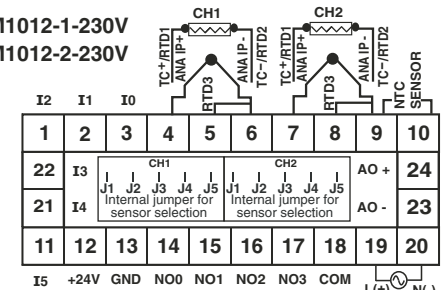 M1012-1-230V
M1012-2-230V
CH1
CH2
TC+/RTD1
ANA IP+
RTD3
ANA IP -
TC-/RTD2
TC+/RTD1
ANA IP+
RTD3
ANA IP -
TC-/RTD2
NTC
SENSOR
I2 I1 I0
1 2 3 4 5 6 7 8 9 10
22 I3 CH1 CH2 AO + 24
J1 J2 J3 J4 J5 J1 J2 J3 J4 J5
Internal jumper for Internal jumper for
21 I4 sensor selection sensor selection AO - 23
11 12 13 14 15 16 17 18 19 20
I5 +24V GND NO0 NO1 NO2 NO3 COM L(+) N(-)